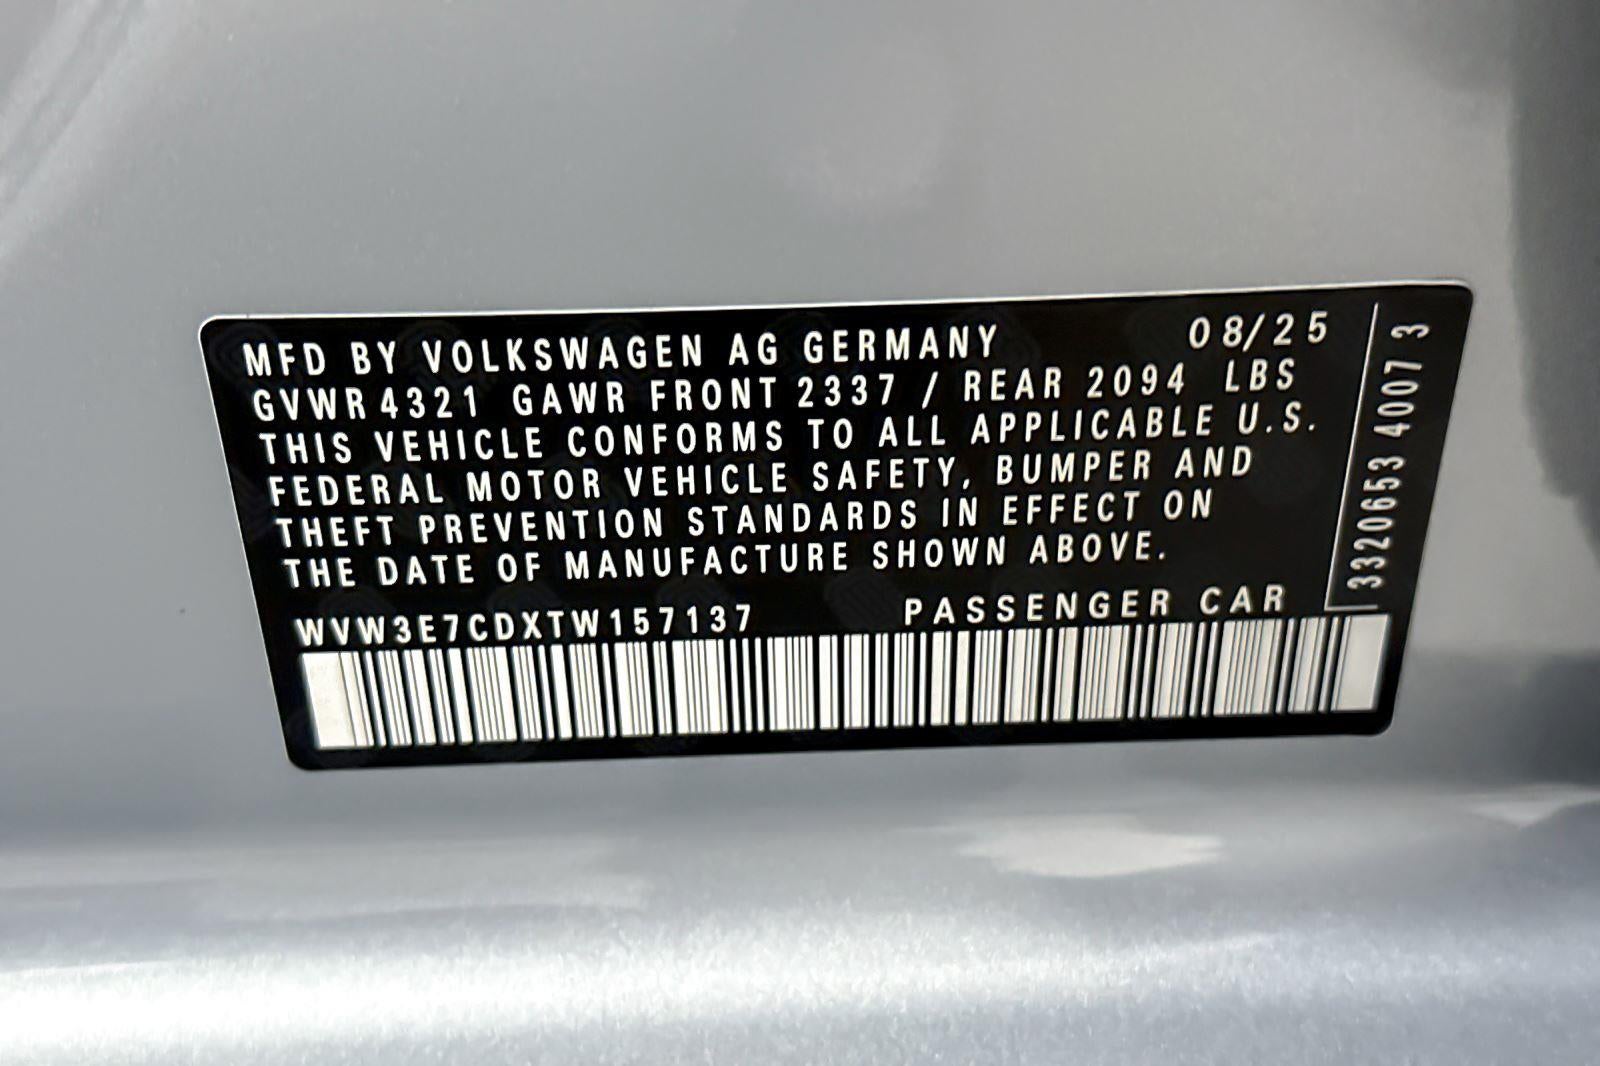 MFD BY VOLKSWAGEN AG GERMANY 08/25
GVWR 4321 GAWR FRONT 2337 / REAR 2094 LBS
THIS VEHICLE CONFORMS TO ALL APPLICABLE U.S.
FEDERAL MOTOR VEHICLE SAFETY, BUMPER AND
THEFT PREVENTION STANDARDS IN EFFECT ON
THE DATE OF MANUFACTURE SHOWN ABOVE.
WVW3E7CDXTW157137 PASSENGER CAR
3320653 4007 3